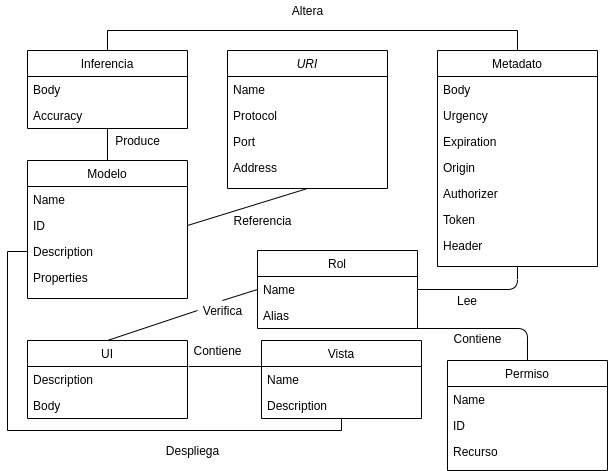 Altera
Inferencia
Body
Accuracy
URI
Name
Protocol
Port
Address
Metadato
Body
Urgency
Expiration
Origin
Authorizer
Token
Header
Produce
Modelo
Name
ID
Description
Properties
Referencia
Rol
Name
Alias
Lee
Verifica
Contiene
UI
Description
Body
Contiene
Vista
Name
Description
Permiso
Name
ID
Recurso
Despliega